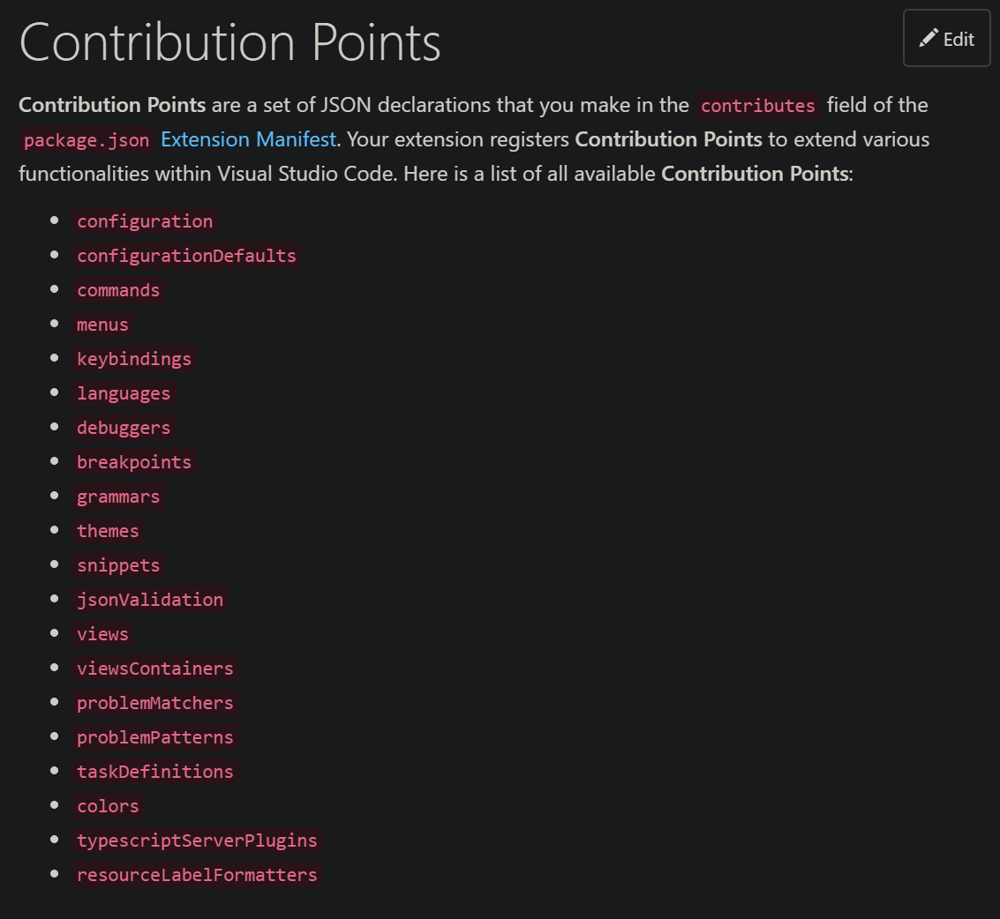 Contribution Points
Edit
Contribution Points are a set of JSON declarations that you make in the contributes field of the
package.json Extension Manifest. Your extension registers Contribution Points to extend various
functionalities within Visual Studio Code. Here is a list of all available Contribution Points:
configuration
configurationDefaults
commands
menus
keybindings
languages
debuggers
breakpoints
grammars
themes
snippets
jsonValidation
views
viewsContainers
problemMatchers
problemPatterns
taskDefinitions
colors
typescriptServerPlugins
resourceLabelFormatters